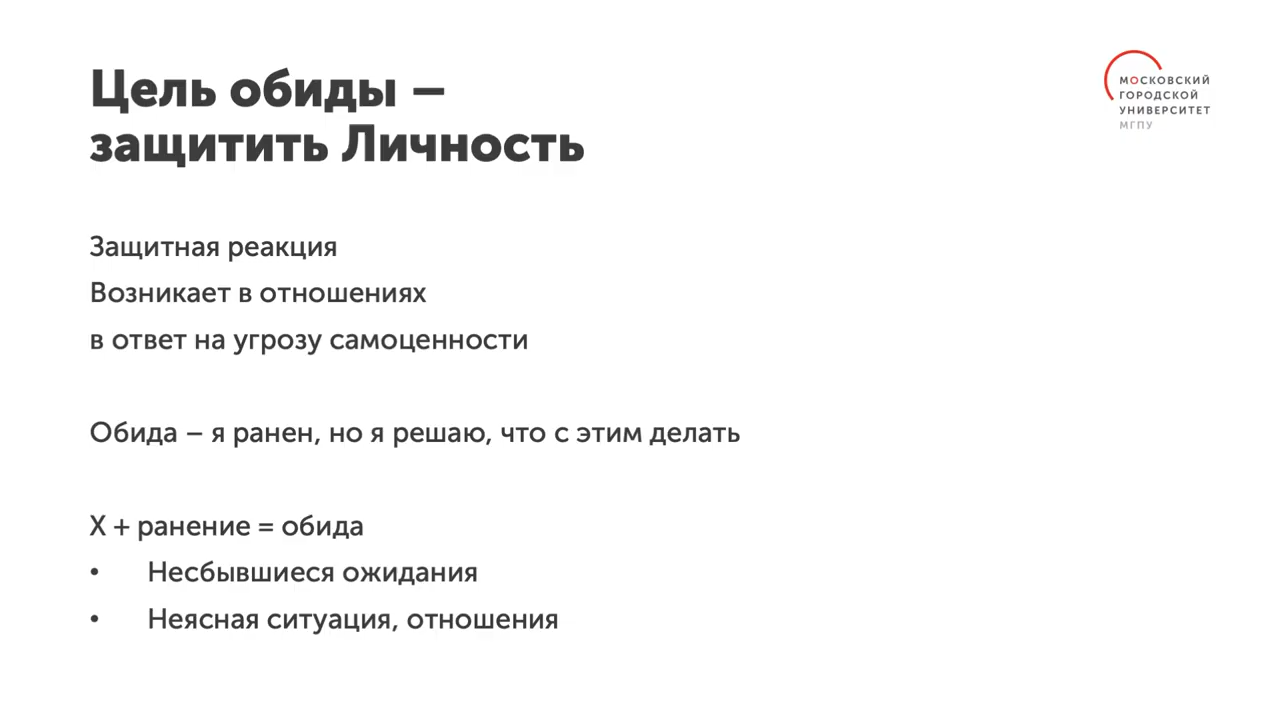 Цель обиды –
защитить Личность
МОСКОВСКИЙ
ГОРОДСКОЙ
УНИВЕРСИТЕТ
МГПУ
Защитная реакция
Возникает в отношениях
в ответ на угрозу самоценности
Обида – я ранен, но я решаю, что с этим делать
Х + ранение = обида
• Несбывшиеся ожидания
• Неясная ситуация, отношения